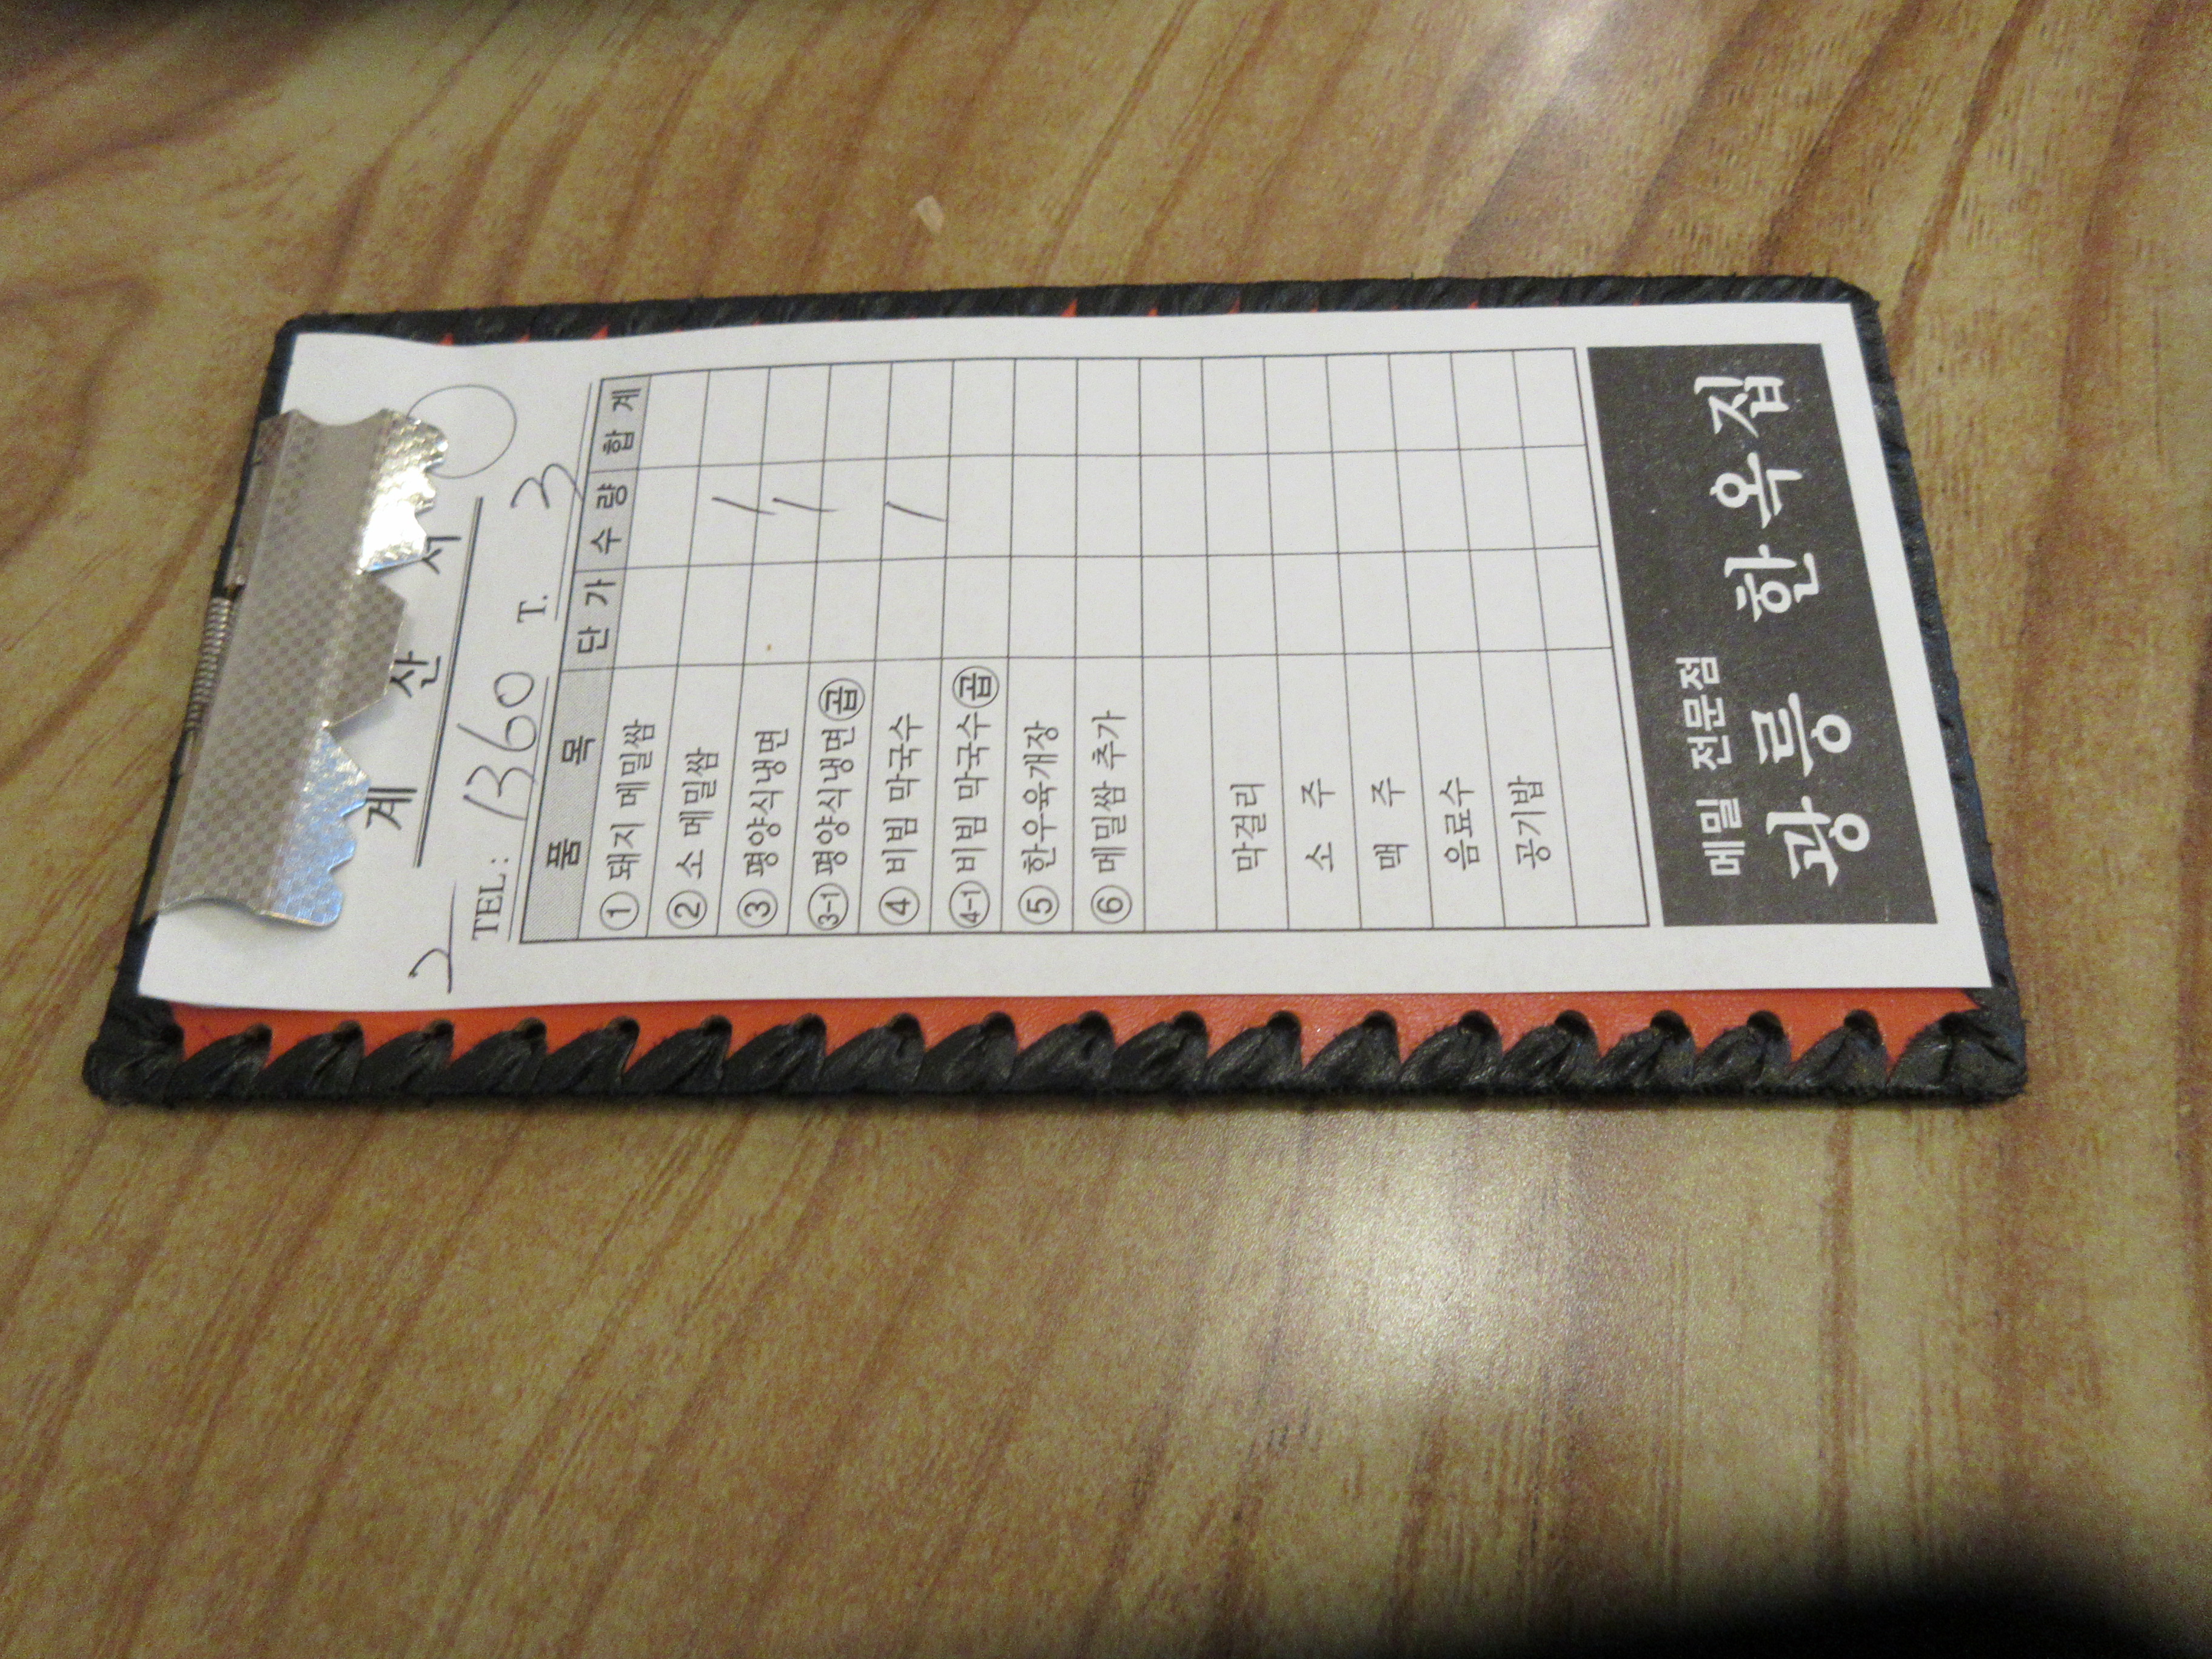 계 산 서
2
TEL: 1360 T. 3
품 목 단 가 수 량 합 계
① 돼지 메밀쌈
② 소 메밀쌈 /
③ 평양식냉면 /
3-1 평양식냉면 곱
④ 비빔 막국수 /
4-1 비빔 막국수 곱
⑤ 한우육개장
⑥ 메밀쌈 추가
막걸리
소 주
맥 주
음료수
공기밥
메밀 전문점
광릉 한옥집